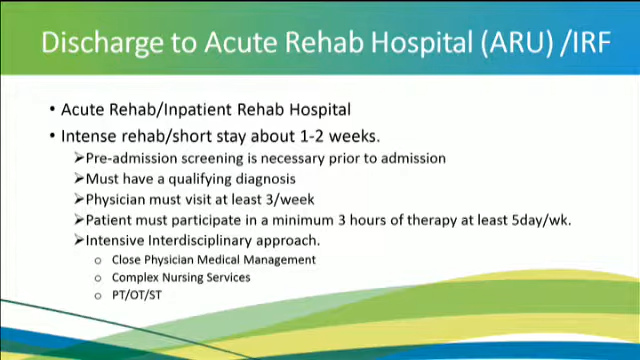 Discharge to Acute Rehab Hospital (ARU) /IRF
• Acute Rehab/Inpatient Rehab Hospital
• Intense rehab/short stay about 1-2 weeks.
➢Pre-admission screening is necessary prior to admission
➢Must have a qualifying diagnosis
➢Physician must visit at least 3/week
➢Patient must participate in a minimum 3 hours of therapy at least 5day/wk.
➢Intensive Interdisciplinary approach.
o Close Physician Medical Management
o Complex Nursing Services
o PT/OT/ST